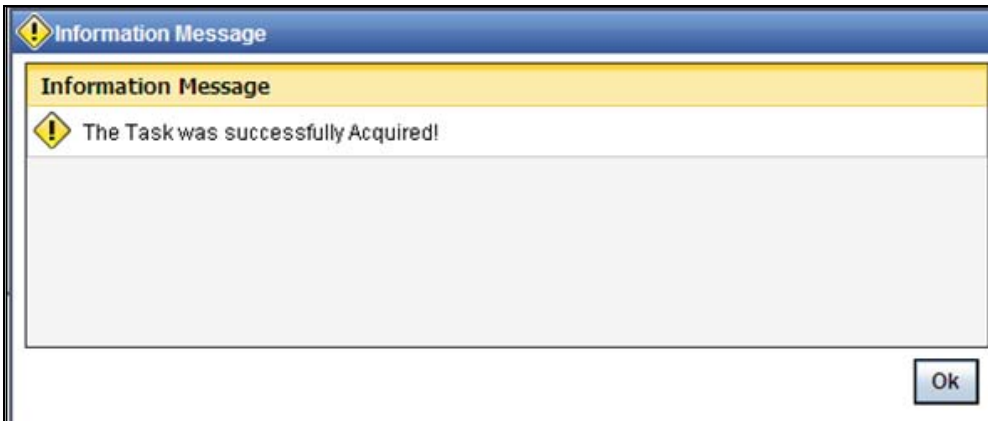 Information Message
Information Message
The Task was successfully Acquired!
Ok